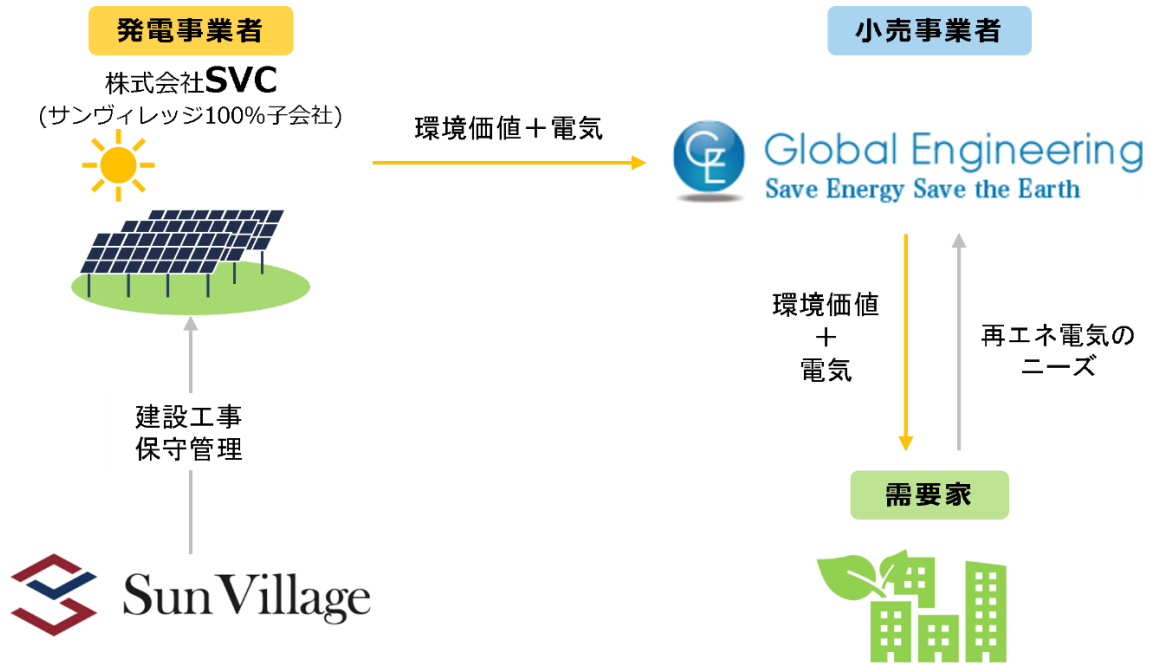 発電事業者
株式会社SVC
(サンヴィレッジ100%子会社)
環境価値＋電気
小売事業者
GE
Global Engineering
Save Energy Save the Earth
環境価値
＋
電気
再エネ電気の
ニーズ
建設工事
保守管理
需要家
Sun Village